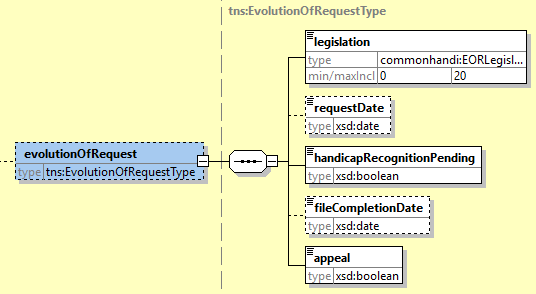 tns:EvolutionOfRequestType
legislation
type commonhandi:EORLegisl...
min/maxIncl 0 20
requestDate
type xsd:date
evolutionOfRequest
type tns:EvolutionOfRequestType
handicapRecognitionPending
type xsd:boolean
fileCompletionDate
type xsd:date
appeal
type xsd:boolean